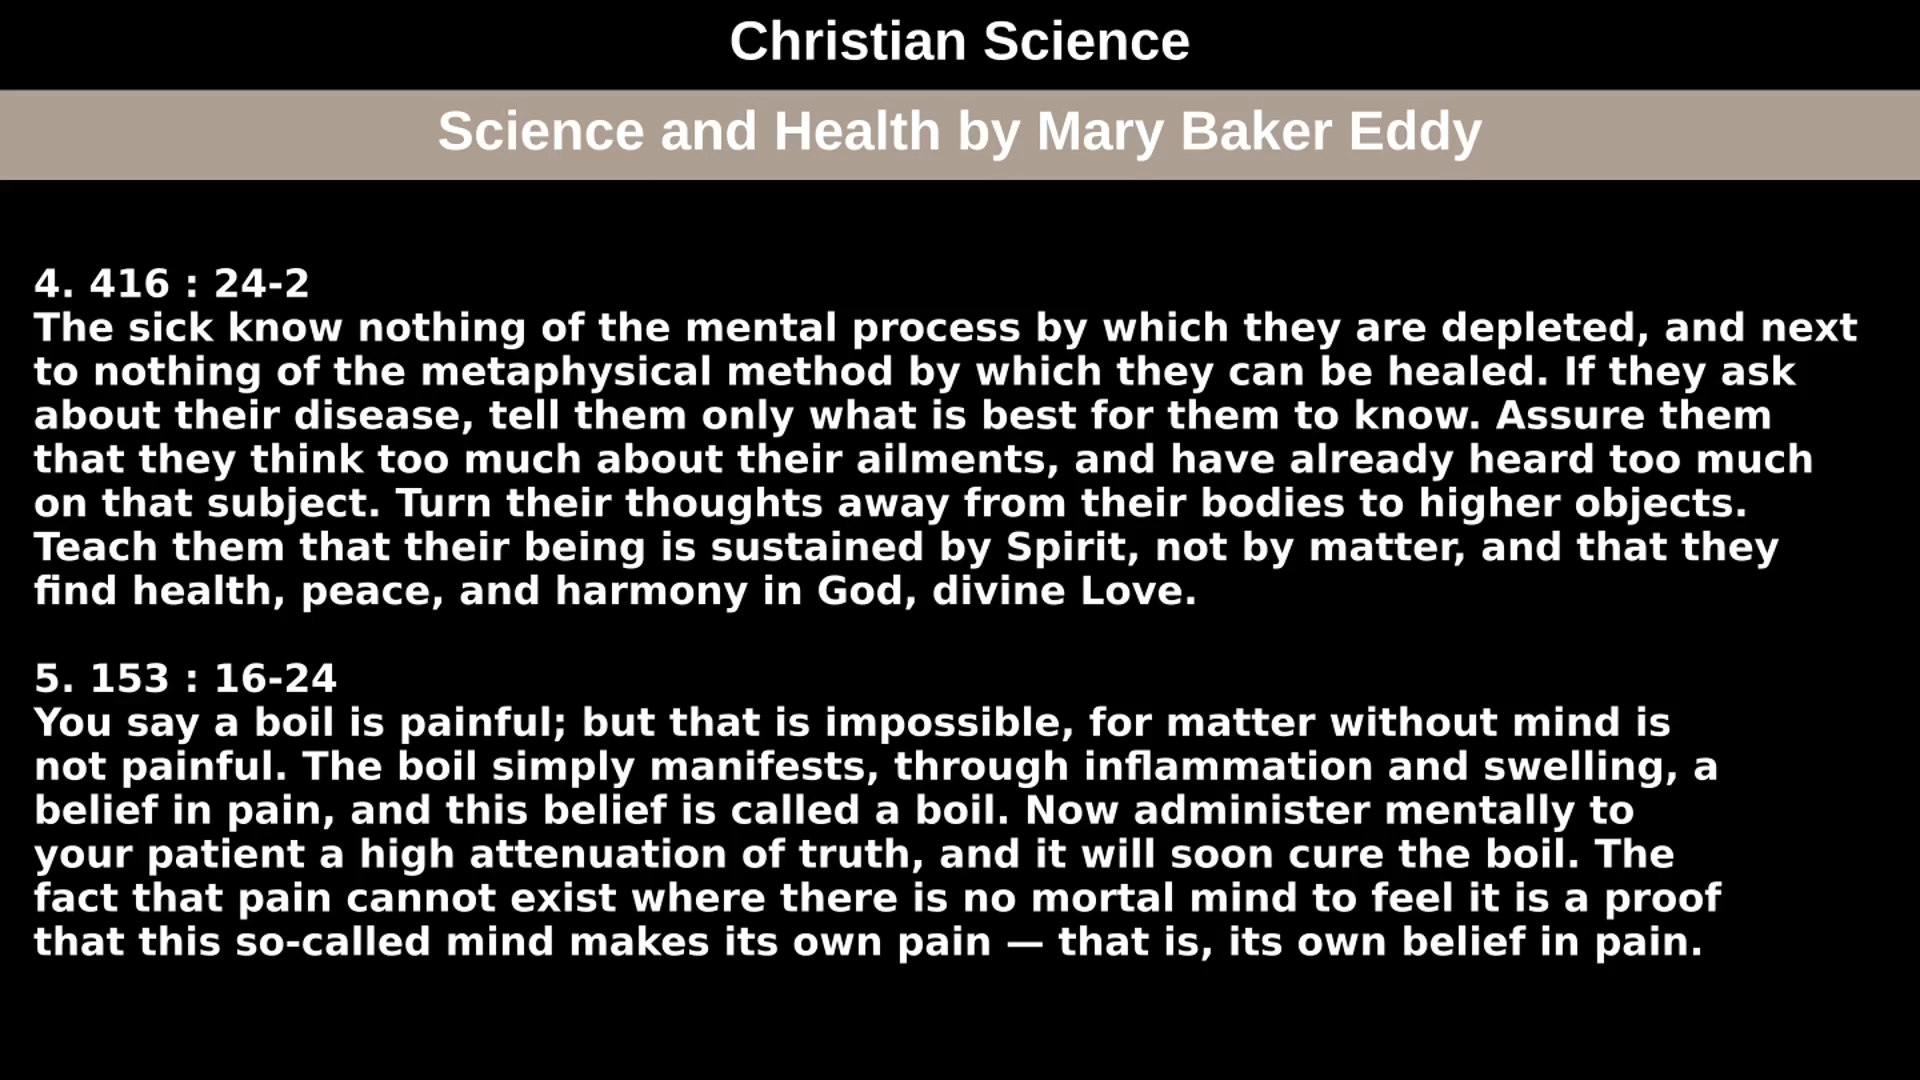 Christian Science
Science and Health by Mary Baker Eddy
4. 416 : 24-2
The sick know nothing of the mental process by which they are depleted, and next
to nothing of the metaphysical method by which they can be healed. If they ask
about their disease, tell them only what is best for them to know. Assure them
that they think too much about their ailments, and have already heard too much
on that subject. Turn their thoughts away from their bodies to higher objects.
Teach them that their being is sustained by Spirit, not by matter, and that they
find health, peace, and harmony in God, divine Love.
5. 153 : 16-24
You say a boil is painful; but that is impossible, for matter without mind is
not painful. The boil simply manifests, through inflammation and swelling, a
belief in pain, and this belief is called a boil. Now administer mentally to
your patient a high attenuation of truth, and it will soon cure the boil. The
fact that pain cannot exist where there is no mortal mind to feel it is a proof
that this so-called mind makes its own pain — that is, its own belief in pain.